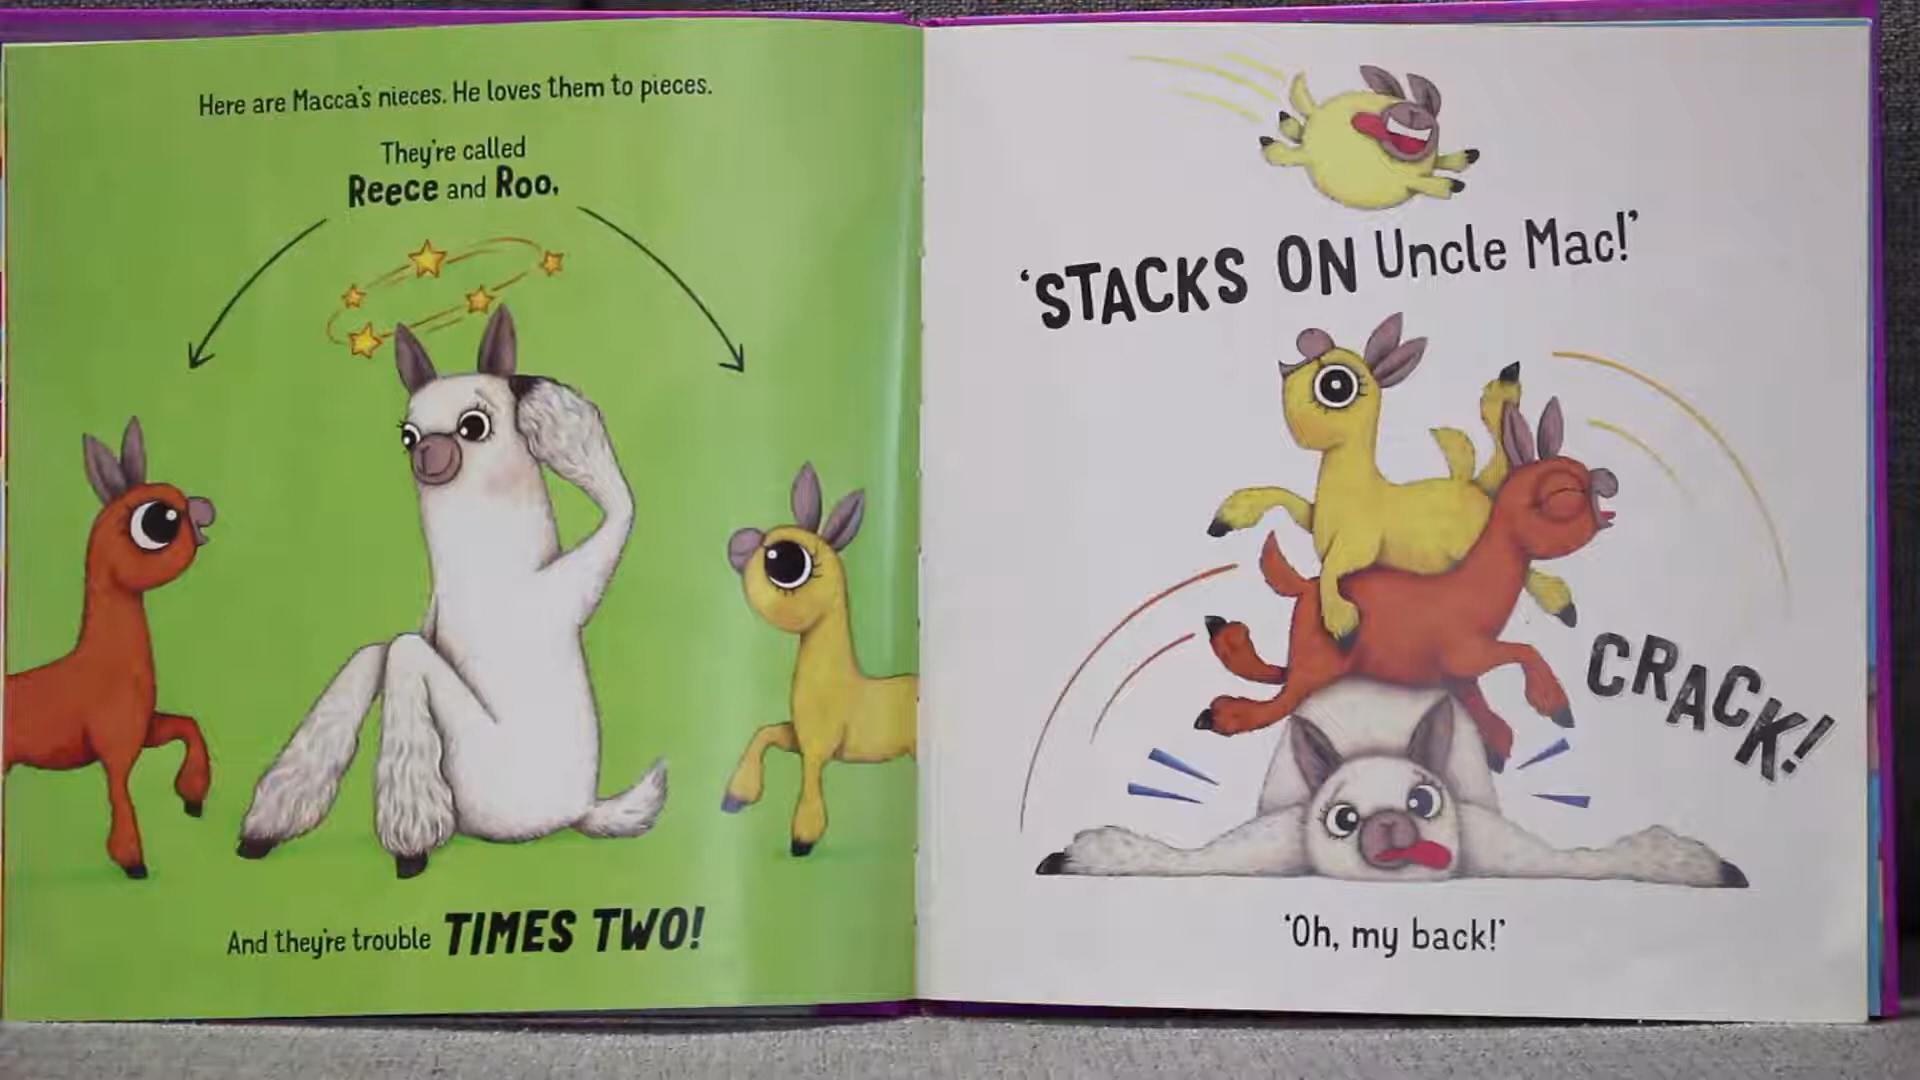 Here are Macca's nieces. He loves them to pieces.
They're called
Reece and Roo,
And they're trouble TIMES TWO!
'STACKS ON Uncle Mac!'
CRACK!
'Oh, my back!'